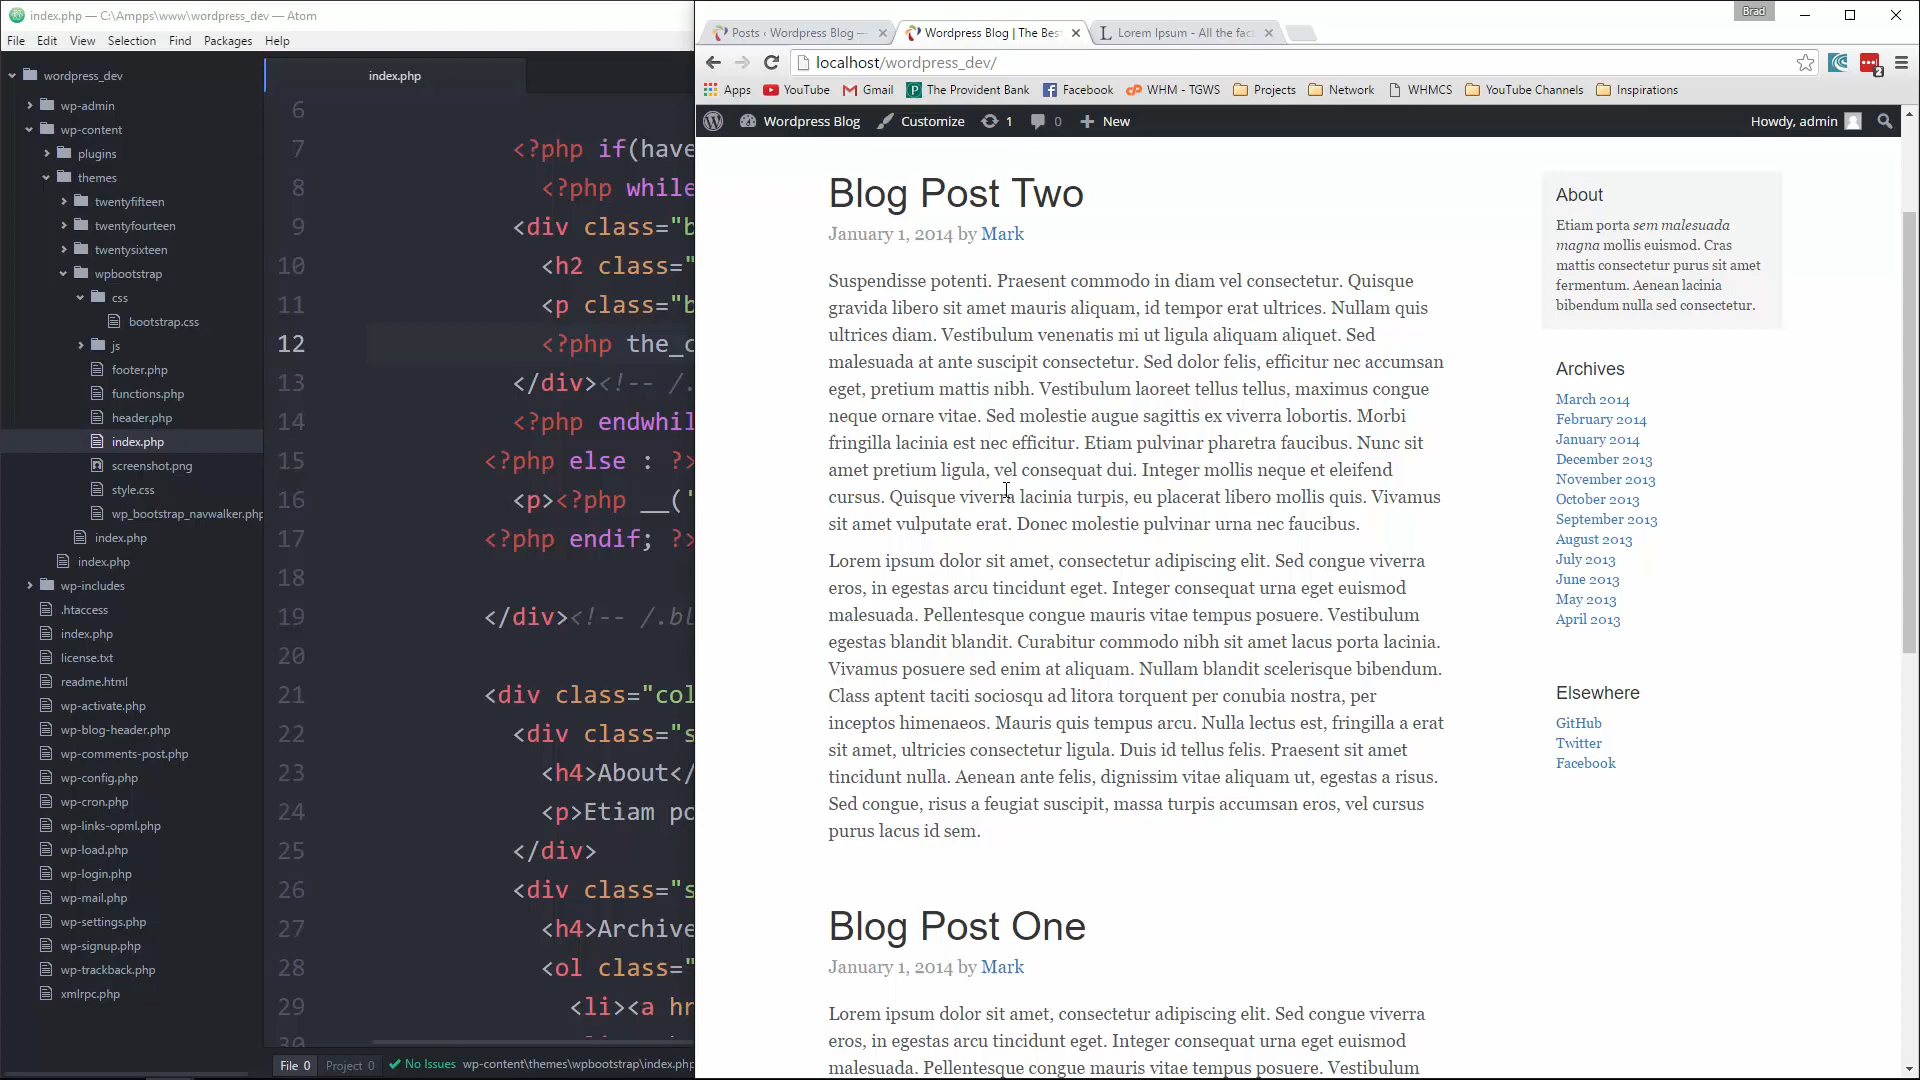 index.php — C:\Ampps\www\wordpress_dev — Atom
File Edit View Selection Find Packages Help
wordpress_dev
wp-admin
wp-content
plugins
themes
twentyfifteen
twentyfourteen
twentysixteen
wpbootstrap
css
bootstrap.css
js
footer.php
functions.php
header.php
index.php
screenshot.png
style.css
wp_bootstrap_navwalker.php
index.php
index.php
wp-includes
.htaccess
index.php
license.txt
readme.html
wp-activate.php
wp-blog-header.php
wp-comments-post.php
wp-config.php
wp-cron.php
wp-links-opml.php
wp-load.php
wp-login.php
wp-mail.php
wp-settings.php
wp-signup.php
wp-trackback.php
xmlrpc.php
index.php
6
7 <?php if(have
8 <?php while
9 <div class="b
10 <h2 class="
11 <p class="b
12 <?php the_c
13 </div><!-- /.
14 <?php endwhil
15 <?php else : ?>
16 <p><?php __('
17 <?php endif; ?>
18
19 </div><!-- /.bl
20
21 <div class="col
22 <div class="s
23 <h4>About</
24 <p>Etiam po
25 </div>
26 <div class="s
27 <h4>Archive
28 <ol class="
29 <li><a hr
30
File 0 Project 0 No Issues wp-content\themes\wpbootstrap\index.php
Brad
Posts ‹ Wordpress Blog —
Wordpress Blog | The Bes
Lorem Ipsum - All the fac
localhost/wordpress_dev/
Apps YouTube Gmail The Provident Bank Facebook WHM - TGWS Projects Network WHMCS YouTube Channels Inspirations
2
Wordpress Blog Customize 1 0 New Howdy, admin
Blog Post Two
January 1, 2014 by Mark
Suspendisse potenti. Praesent commodo in diam vel consectetur. Quisque
gravida libero sit amet mauris aliquam, id tempor erat ultrices. Nullam quis
ultrices diam. Vestibulum venenatis mi ut ligula aliquam aliquet. Sed
malesuada at ante suscipit consectetur. Sed dolor felis, efficitur nec accumsan
eget, pretium mattis nibh. Vestibulum laoreet tellus tellus, maximus congue
neque ornare vitae. Sed molestie augue sagittis ex viverra lobortis. Morbi
fringilla lacinia est nec efficitur. Etiam pulvinar pharetra faucibus. Nunc sit
amet pretium ligula, vel consequat dui. Integer mollis neque et eleifend
cursus. Quisque viverra lacinia turpis, eu placerat libero mollis quis. Vivamus
sit amet vulputate erat. Donec molestie pulvinar urna nec faucibus.
Lorem ipsum dolor sit amet, consectetur adipiscing elit. Sed congue viverra
eros, in egestas arcu tincidunt eget. Integer consequat urna eget euismod
malesuada. Pellentesque congue mauris vitae tempus posuere. Vestibulum
egestas blandit blandit. Curabitur commodo nibh sit amet lacus porta lacinia.
Vivamus posuere sed enim at aliquam. Nullam blandit scelerisque bibendum.
Class aptent taciti sociosqu ad litora torquent per conubia nostra, per
inceptos himenaeos. Mauris quis tempus arcu. Nulla lectus est, fringilla a erat
sit amet, ultricies consectetur ligula. Duis id tellus felis. Praesent sit amet
tincidunt nulla. Aenean ante felis, dignissim vitae aliquam ut, egestas a risus.
Sed congue, risus a feugiat suscipit, massa turpis accumsan eros, vel cursus
purus lacus id sem.
Blog Post One
January 1, 2014 by Mark
Lorem ipsum dolor sit amet, consectetur adipiscing elit. Sed congue viverra
eros, in egestas arcu tincidunt eget. Integer consequat urna eget euismod
malesuada. Pellentesque congue mauris vitae tempus posuere. Vestibulum
About
Etiam porta sem malesuada
magna mollis euismod. Cras
mattis consectetur purus sit amet
fermentum. Aenean lacinia
bibendum nulla sed consectetur.
Archives
March 2014
February 2014
January 2014
December 2013
November 2013
October 2013
September 2013
August 2013
July 2013
June 2013
May 2013
April 2013
Elsewhere
GitHub
Twitter
Facebook